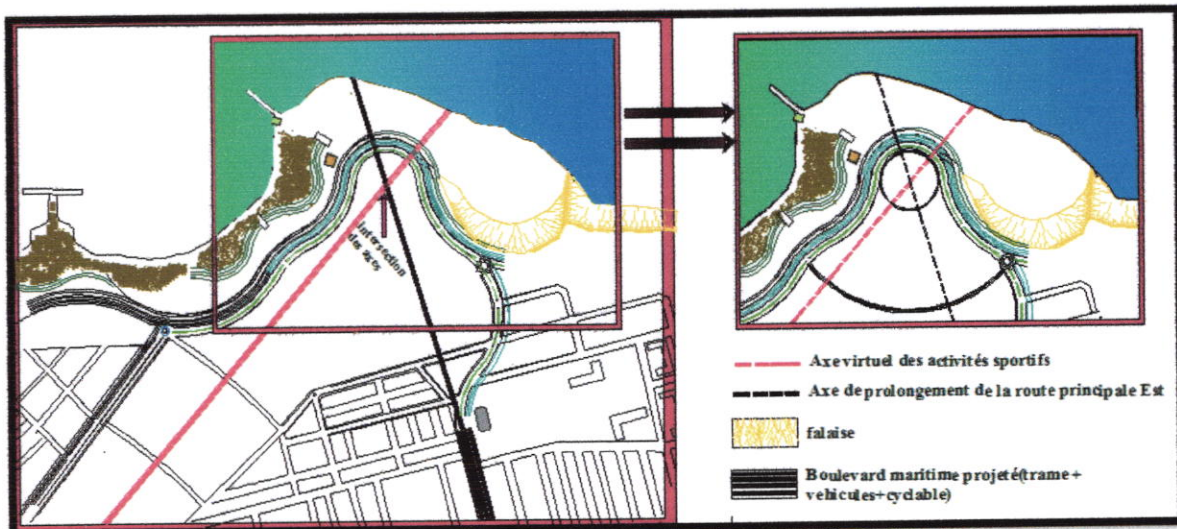 Intersection
des axes
Axe virtuel des activités sportifs
Axe de prolongement de la route principale Est
falaise
Boulevard maritime projeté(trame +
vehicules+cyclable)